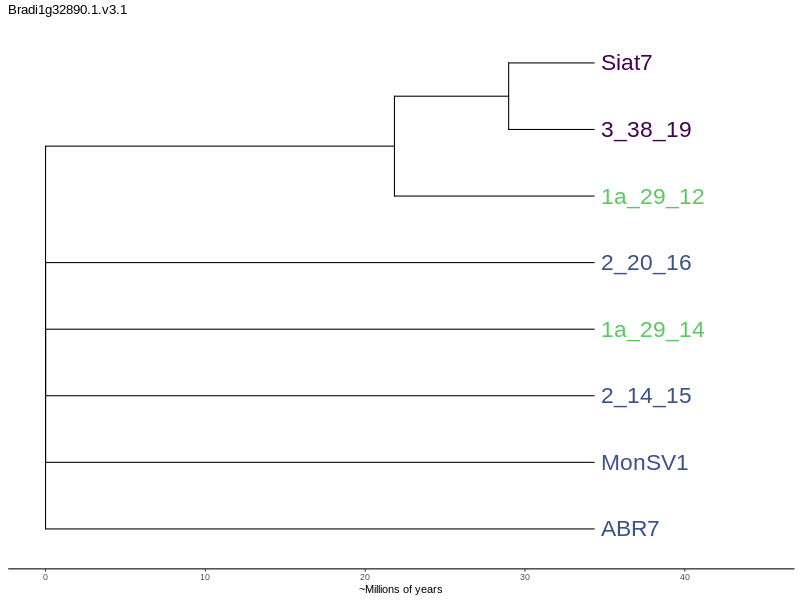 Bradi1g32890.1.v3.1
Siat7
3_38_19
1a_29_12
2_20_16
1a_29_14
2_14_15
MonSV1
ABR7
0 10 20 30 40
~Millions of years